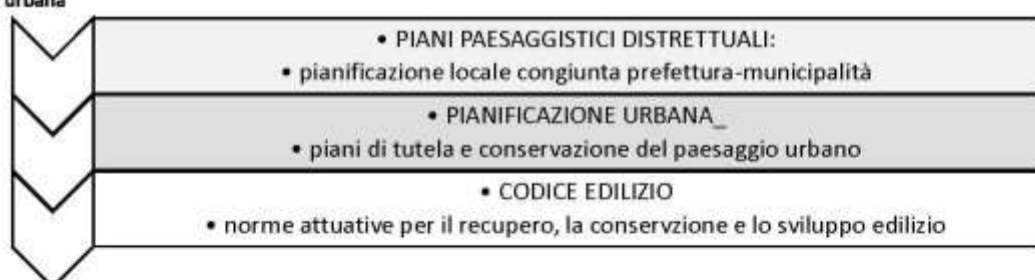 urbana
• PIANI PAESAGGISTICI DISTRETTUALI:
• pianificazione locale congiunta prefettura-municipalità
• PIANIFICAZIONE URBANA_
• piani di tutela e conservazione del paesaggio urbano
• CODICE EDILIZIO
• norme attuative per il recupero, la conservzione e lo sviluppo edilizio